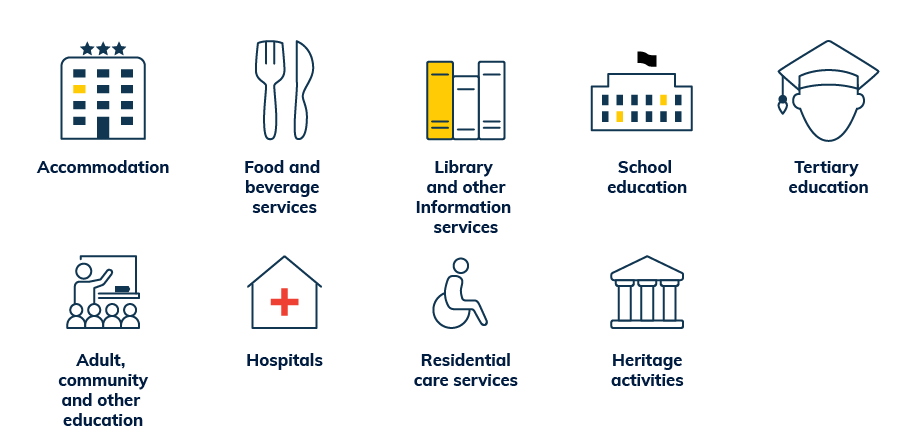 Accommodation
Food and
beverage
services
Library
and other
Information
services
School
education
Tertiary
education
Adult,
community
and other
education
Hospitals
Residential
care services
Heritage
activities